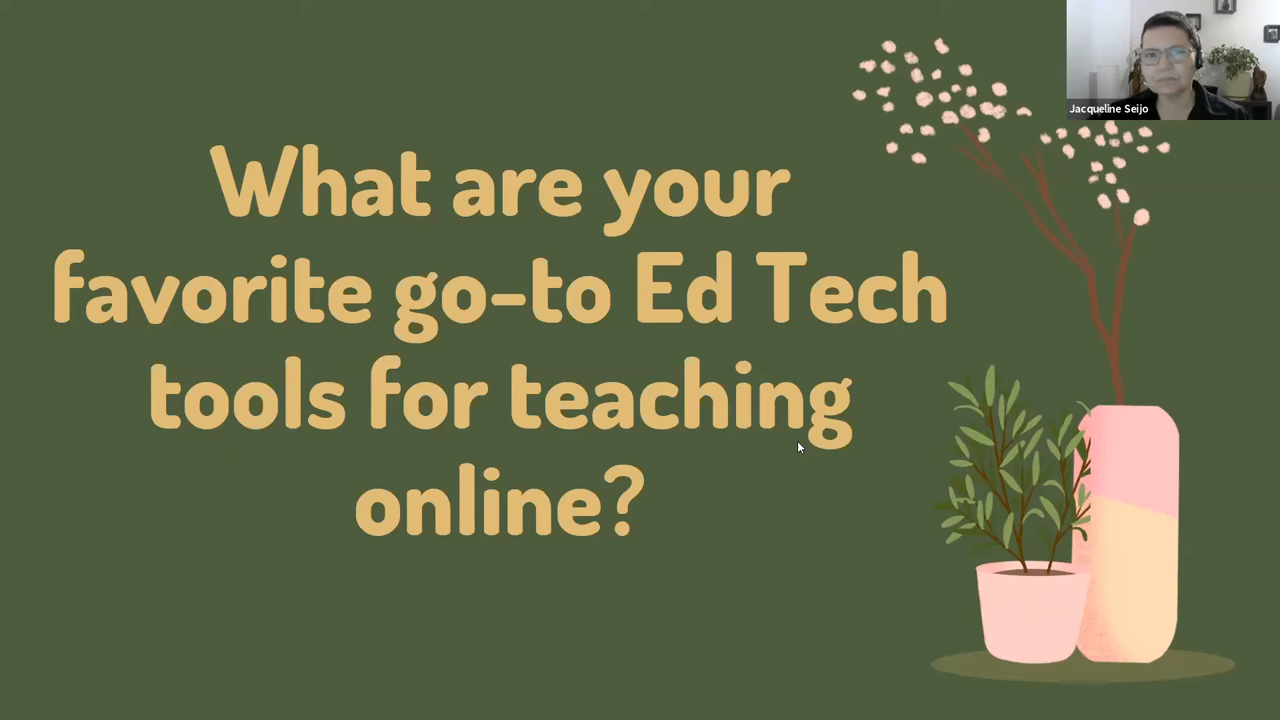 What are your
favorite go-to Ed Tech
tools for teaching
online?
Jacqueline Seijo